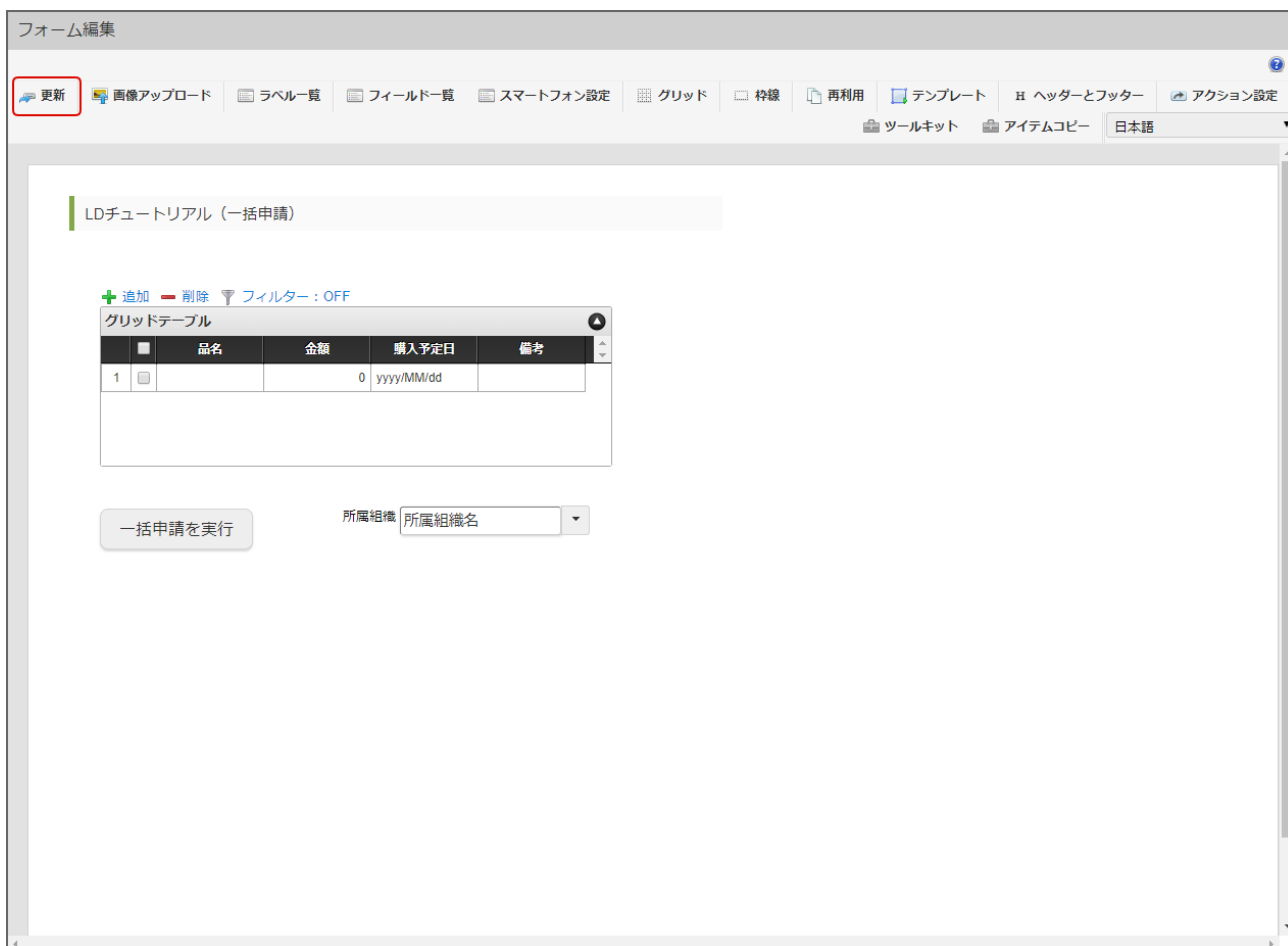 フォーム編集
更新 画像アップロード ラベル一覧 フィールド一覧 スマートフォン設定 グリッド 枠線 再利用 テンプレート H ヘッダーとフッター アクション設定
ツールキット アイテムコピー 日本語
LDチュートリアル（一括申請）
追加 削除 フィルター：OFF
グリッドテーブル
品名 金額 購入予定日 備考
1 0 yyyy/MM/dd
一括申請を実行 所属組織 所属組織名